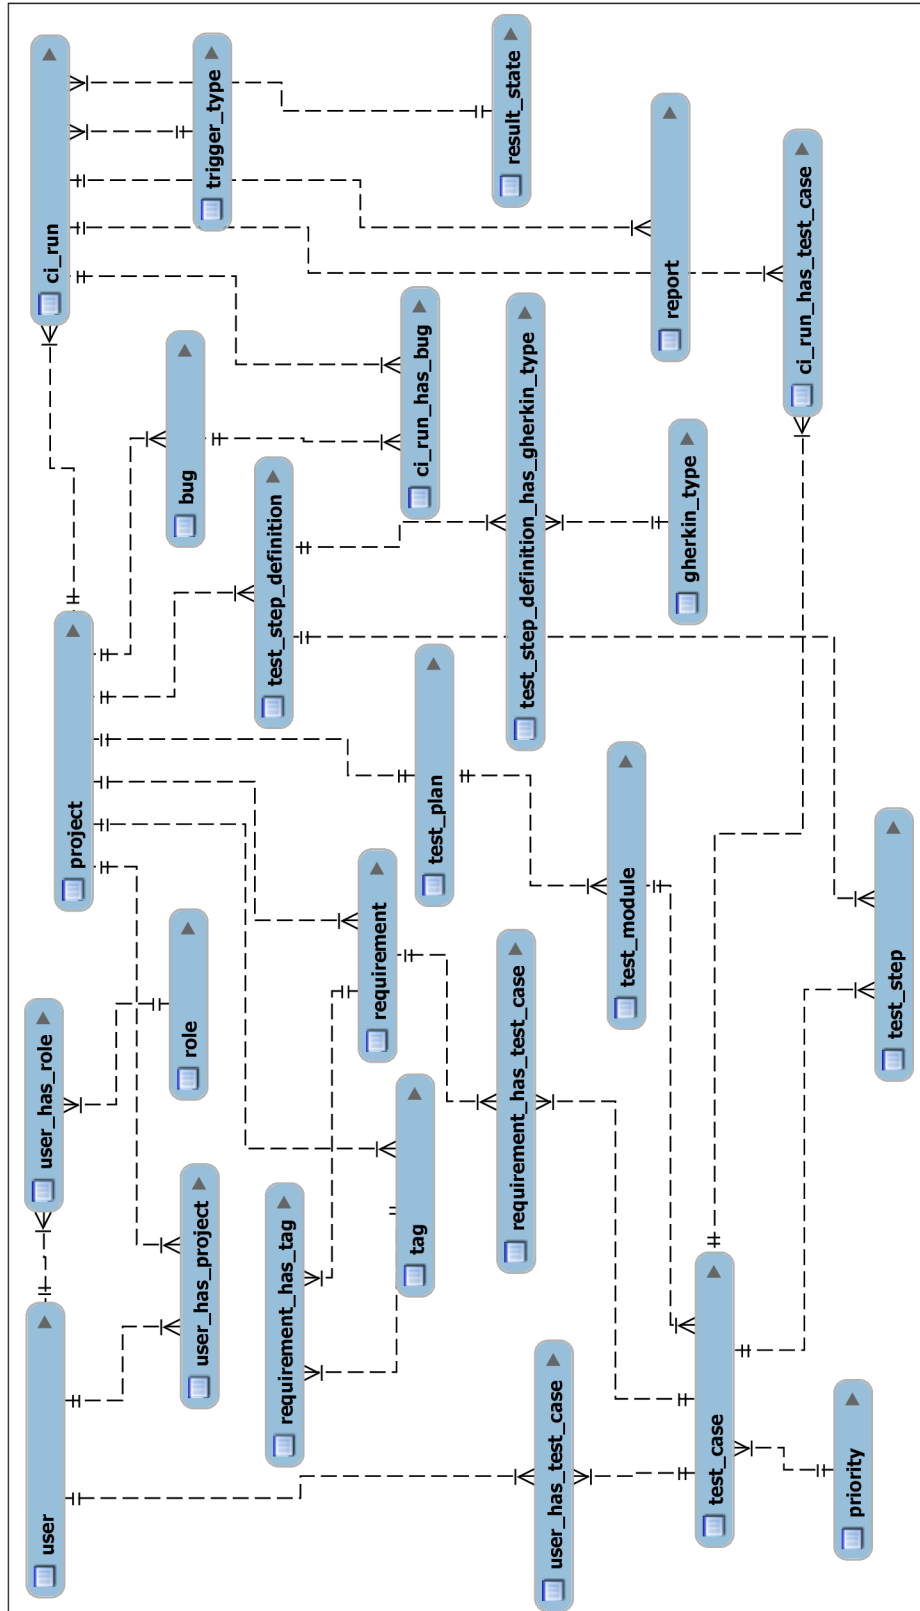 user
user_has_role
project
ci_run
role
user_has_project
bug
trigger_type
requirement_has_tag
test_step_definition
tag
requirement
test_plan
ci_run_has_bug
result_state
user_has_test_case
requirement_has_test_case
test_step_definition_has_gherkin_type
test_module
gherkin_type
report
test_case
ci_run_has_test_case
priority
test_step